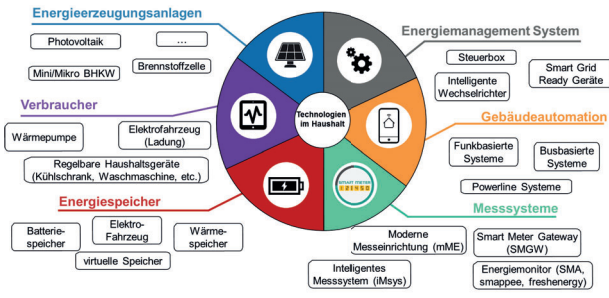 Energieerzeugungsanlagen
Photovoltaik
...
Mini/Mikro BHKW
Brennstoffzelle
Verbraucher
Wärmepumpe
Elektrofahrzeug
(Ladung)
Regelbare Haushaltsgeräte
(Kühlschrank, Waschmaschine, etc.)
Energiespeicher
Batterie-
speicher
Elektro-
Fahrzeug
Wärme-
speicher
virtuelle Speicher
Technologien
im Haushalt
SMART METER
Energiemanagement System
Steuerbox
Smart Grid
Ready Geräte
Intelligente
Wechselrichter
Gebäudeautomation
Funkbasierte
Systeme
Busbasierte
Systeme
Powerline Systeme
Messsysteme
Moderne
Messeinrichtung (mME)
Smart Meter Gateway
(SMGW)
Inteligentes
Messsystem (iMsys)
Energiemonitor (SMA,
smappee, freshenergy)